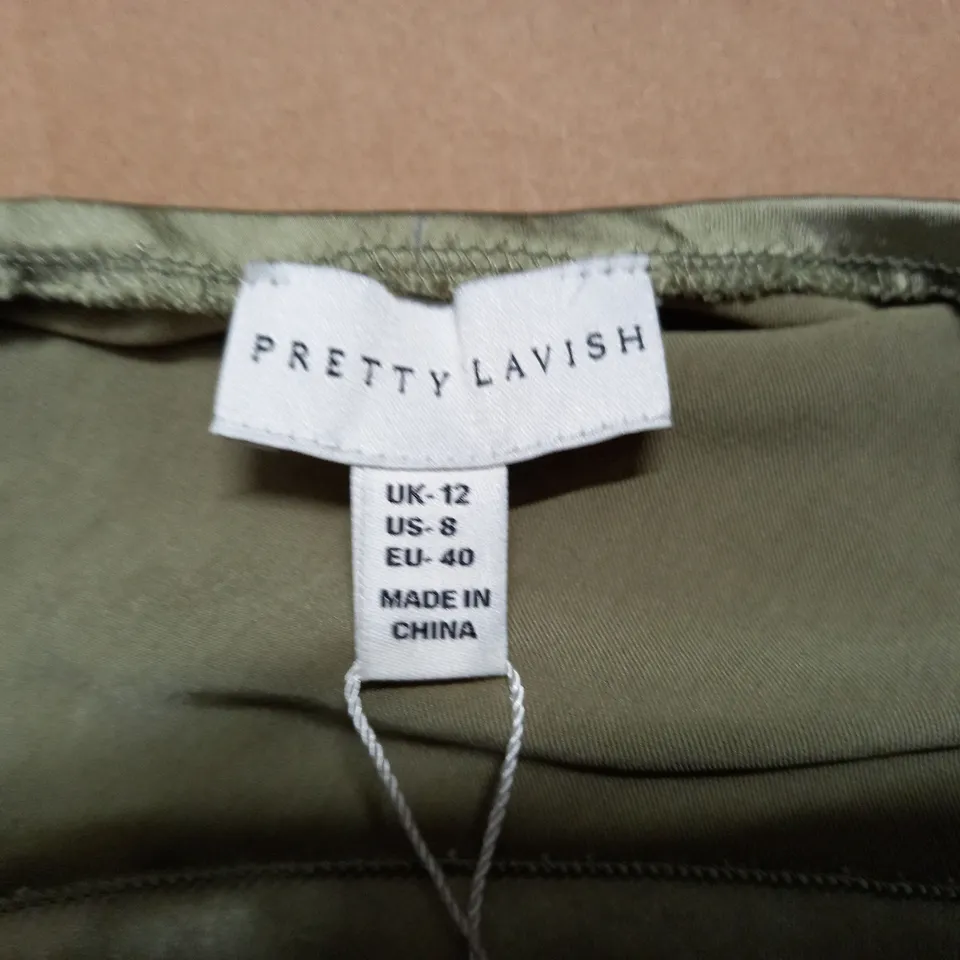 PRETTY LAVISH
UK-12
US-8
EU-40
MADE IN
CHINA